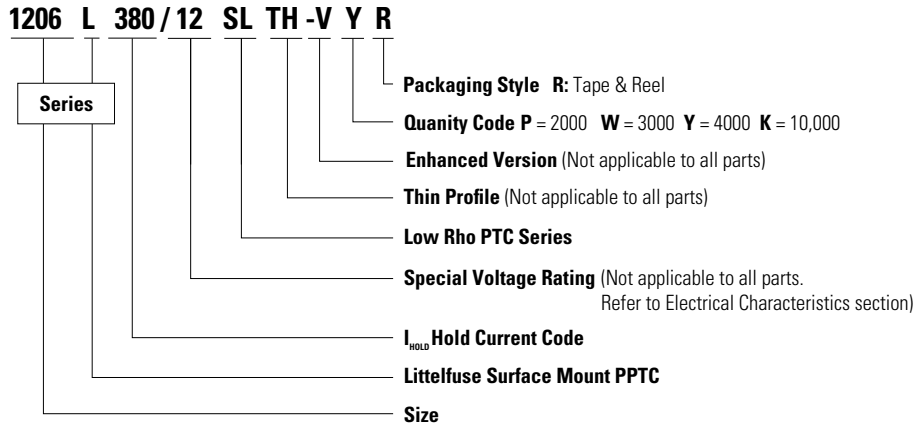 1206 L 380 / 12 SL TH -V Y R
Series
Packaging Style R: Tape & Reel
Quanity Code P = 2000 W = 3000 Y = 4000 K = 10,000
Enhanced Version (Not applicable to all parts)
Thin Profile (Not applicable to all parts)
Low Rho PTC Series
Special Voltage Rating (Not applicable to all parts.
Refer to Electrical Characteristics section)
IHOLD Hold Current Code
Littelfuse Surface Mount PPTC
Size